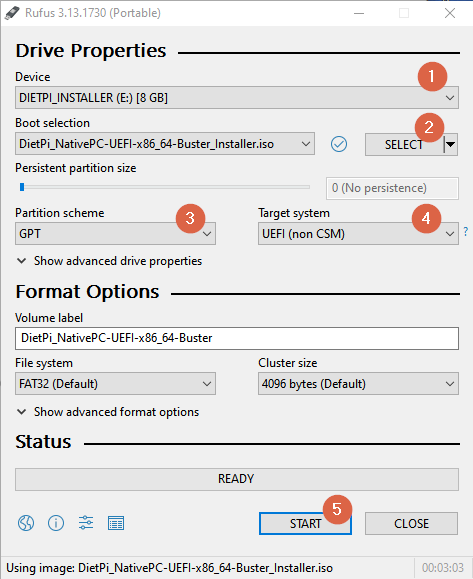 Rufus 3.13.1730 (Portable)
Drive Properties
Device
1
DIETPI_INSTALLER (E:) [8 GB]
Boot selection
2
DietPi_NativePC-UEFI-x86_64-Buster_Installer.iso
SELECT
Persistent partition size
0 (No persistence)
Partition scheme
3
Target system
4
GPT
UEFI (non CSM)
?
Show advanced drive properties
Format Options
Volume label
DietPi_NativePC-UEFI-x86_64-Buster
File system
Cluster size
FAT32 (Default)
4096 bytes (Default)
Show advanced format options
Status
READY
5
START
CLOSE
Using image: DietPi_NativePC-UEFI-x86_64-Buster_Installer.iso
00:03:03